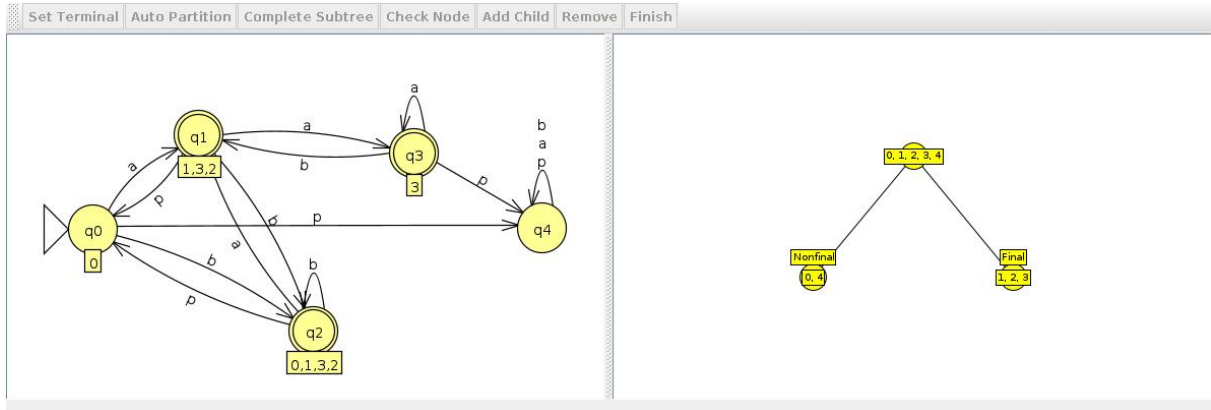 Set Terminal Auto Partition Complete Subtree Check Node Add Child Remove Finish
a
b
a
p
q1
1,3,2
a
b
q3
3
p
q4
a
p
q0
0
p
b
p
b
a
b
q2
0,1,3,2
0, 1, 2, 3, 4
Nonfinal
0, 4
Final
1, 2, 3